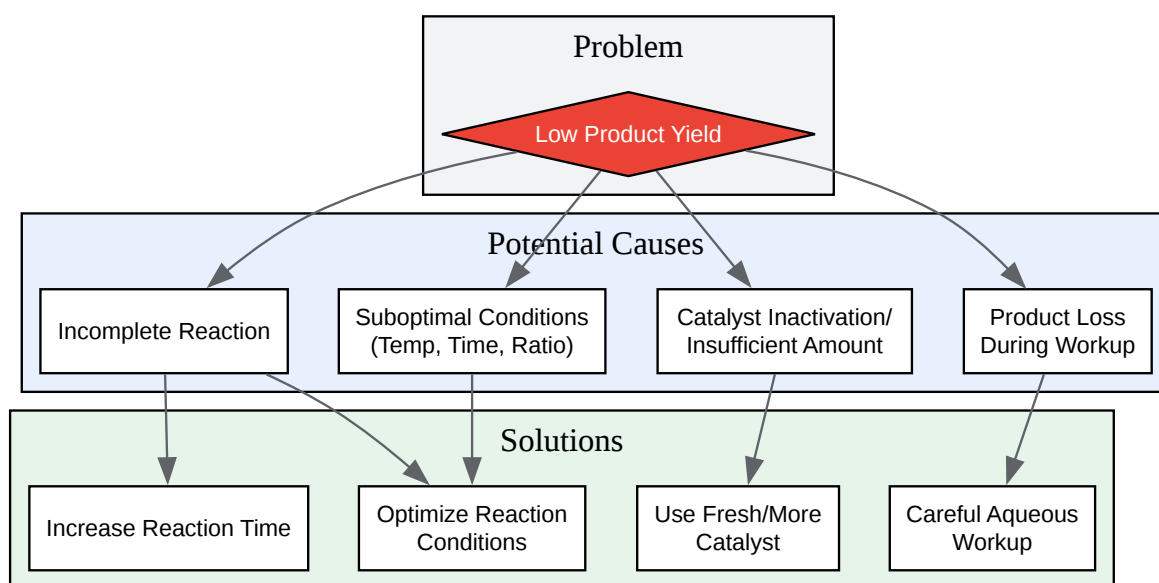 Problem
Low Product Yield
Potential Causes
Incomplete Reaction
Suboptimal Conditions
(Temp, Time, Ratio)
Catalyst Inactivation/
Insufficient Amount
Product Loss
During Workup
Solutions
Increase Reaction Time
Optimize Reaction
Conditions
Use Fresh/More
Catalyst
Careful Aqueous
Workup